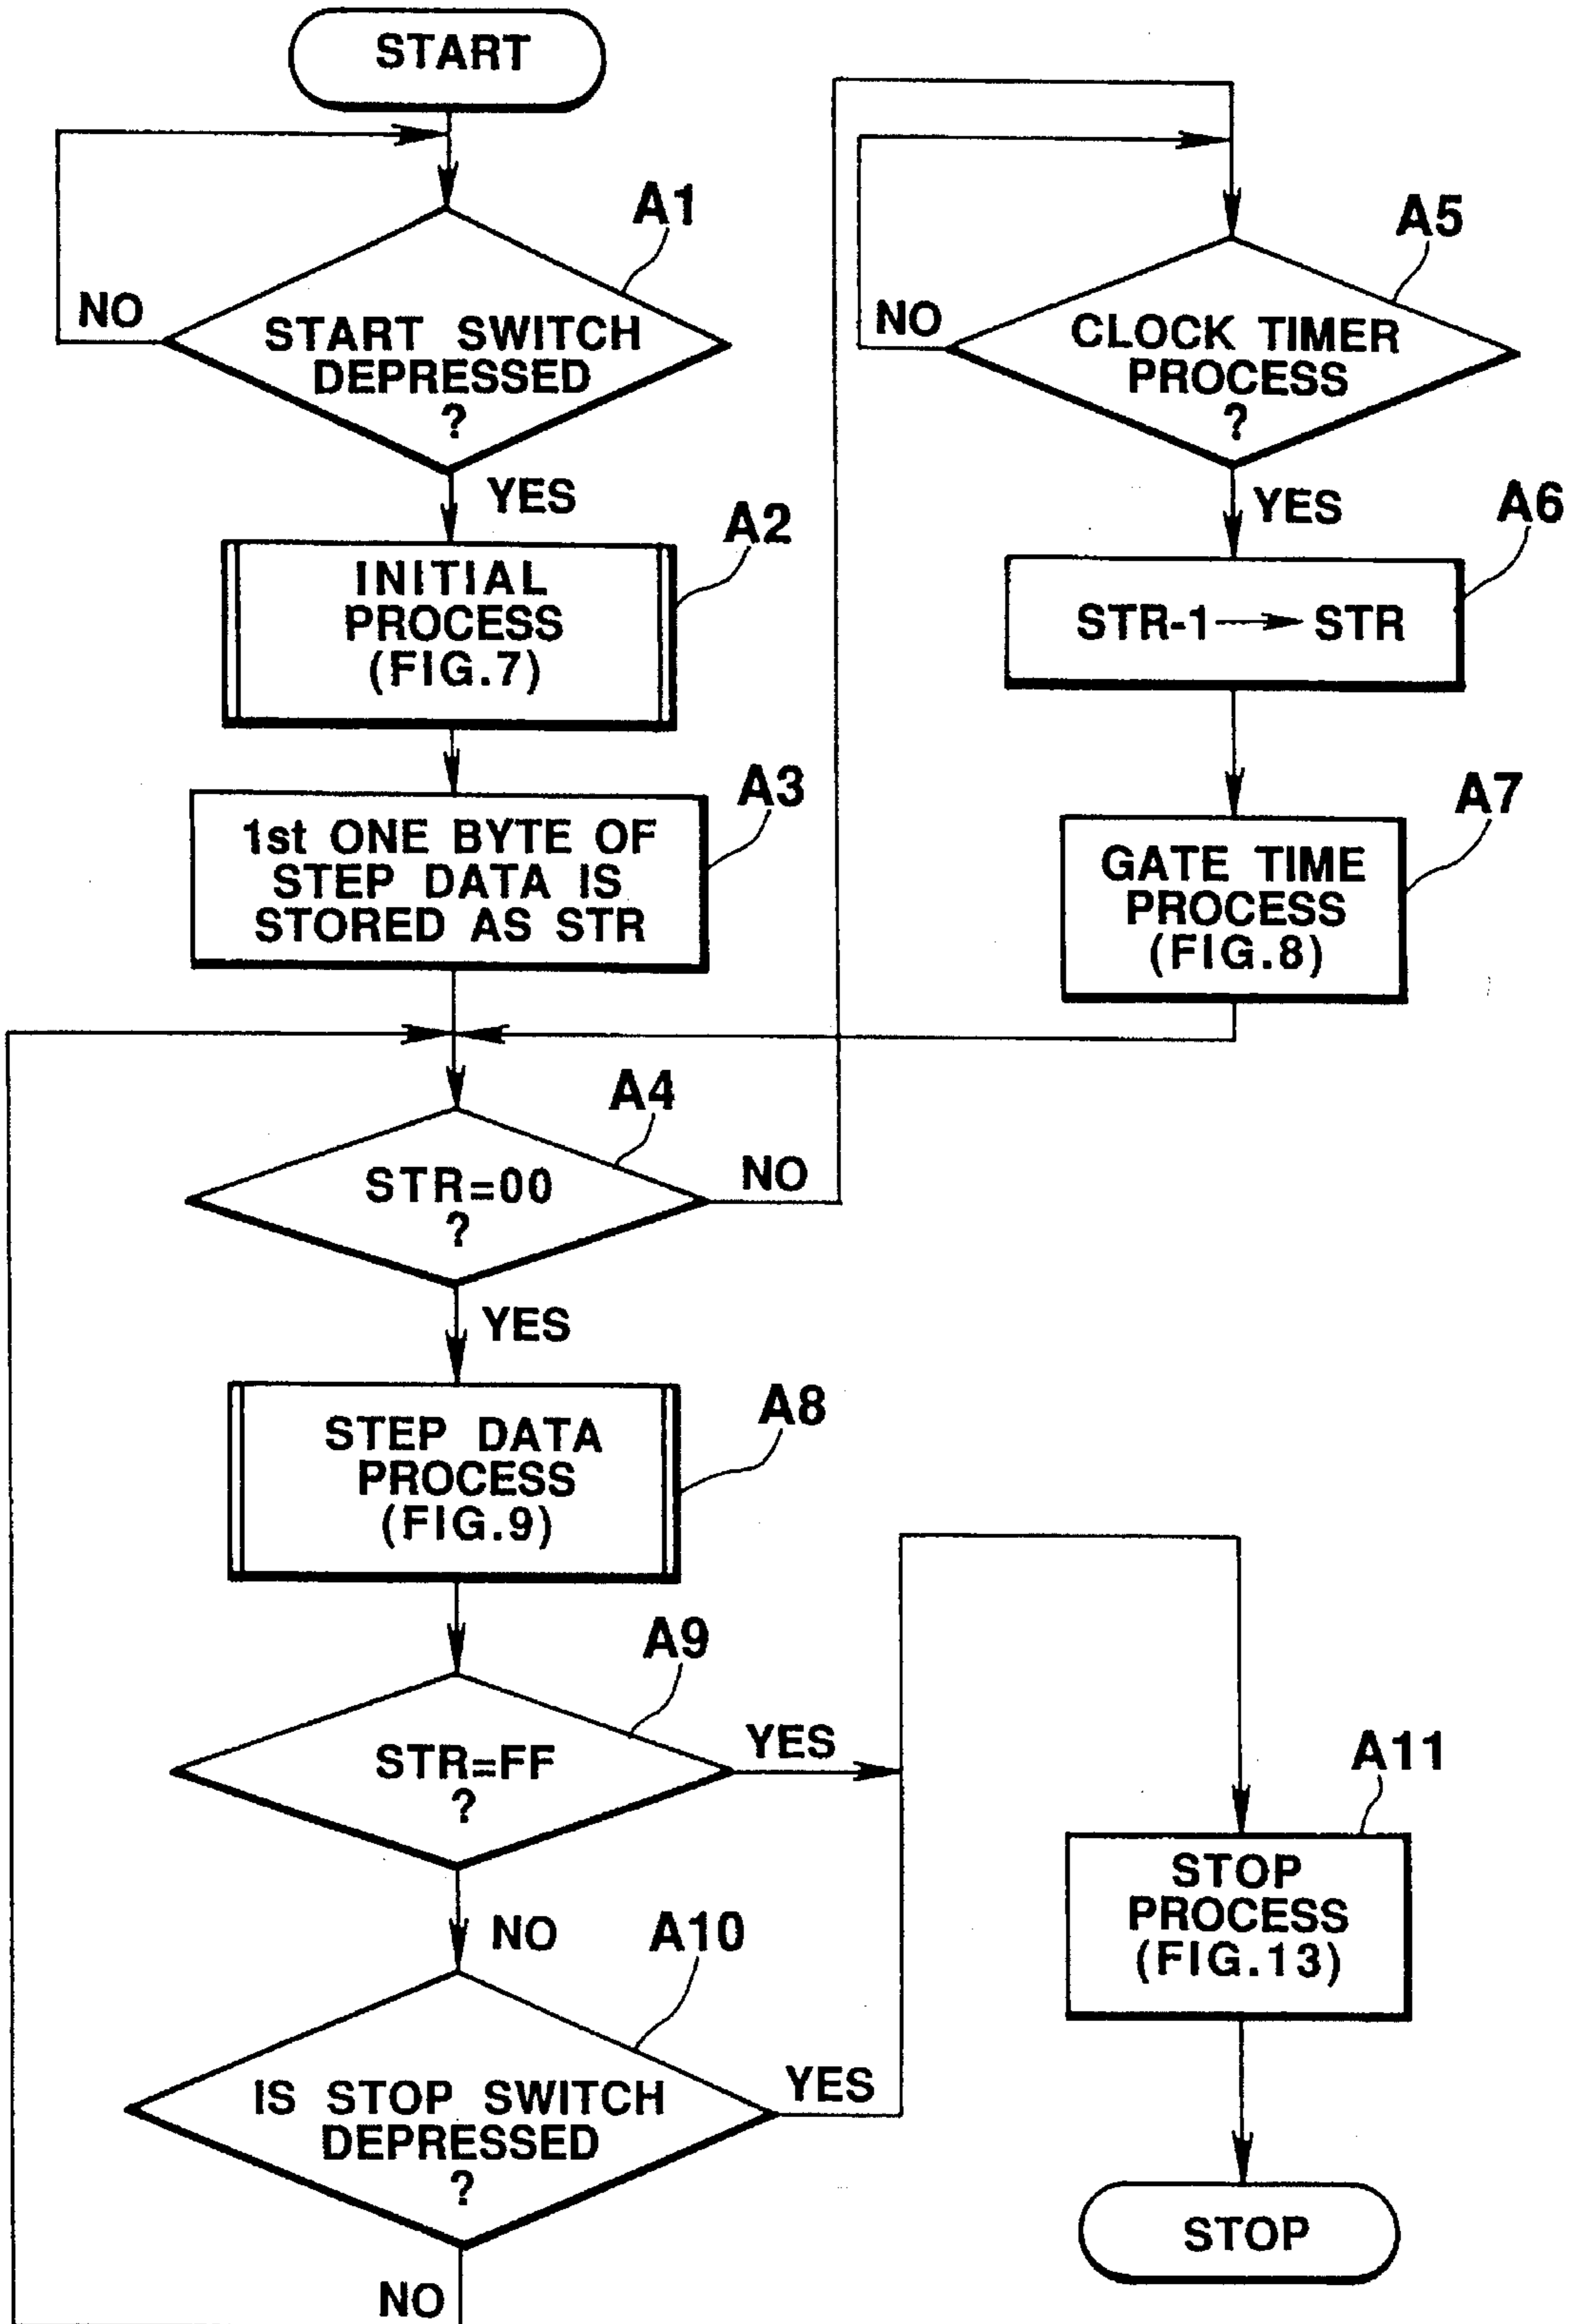 START
A1
NO
START SWITCH
DEPRESSED
?
YES
A2
INITIAL
PROCESS
(FIG.7)
A3
1st ONE BYTE OF
STEP DATA IS
STORED AS STR
A4
STR=00
?
NO
YES
A5
NO
CLOCK TIMER
PROCESS
?
YES
A6
STR-1 → STR
A7
GATE TIME
PROCESS
(FIG.8)
A8
STEP DATA
PROCESS
(FIG.9)
A9
STR=FF
?
YES
NO
A10
IS STOP SWITCH
DEPRESSED
?
YES
NO
A11
STOP
PROCESS
(FIG.13)
STOP